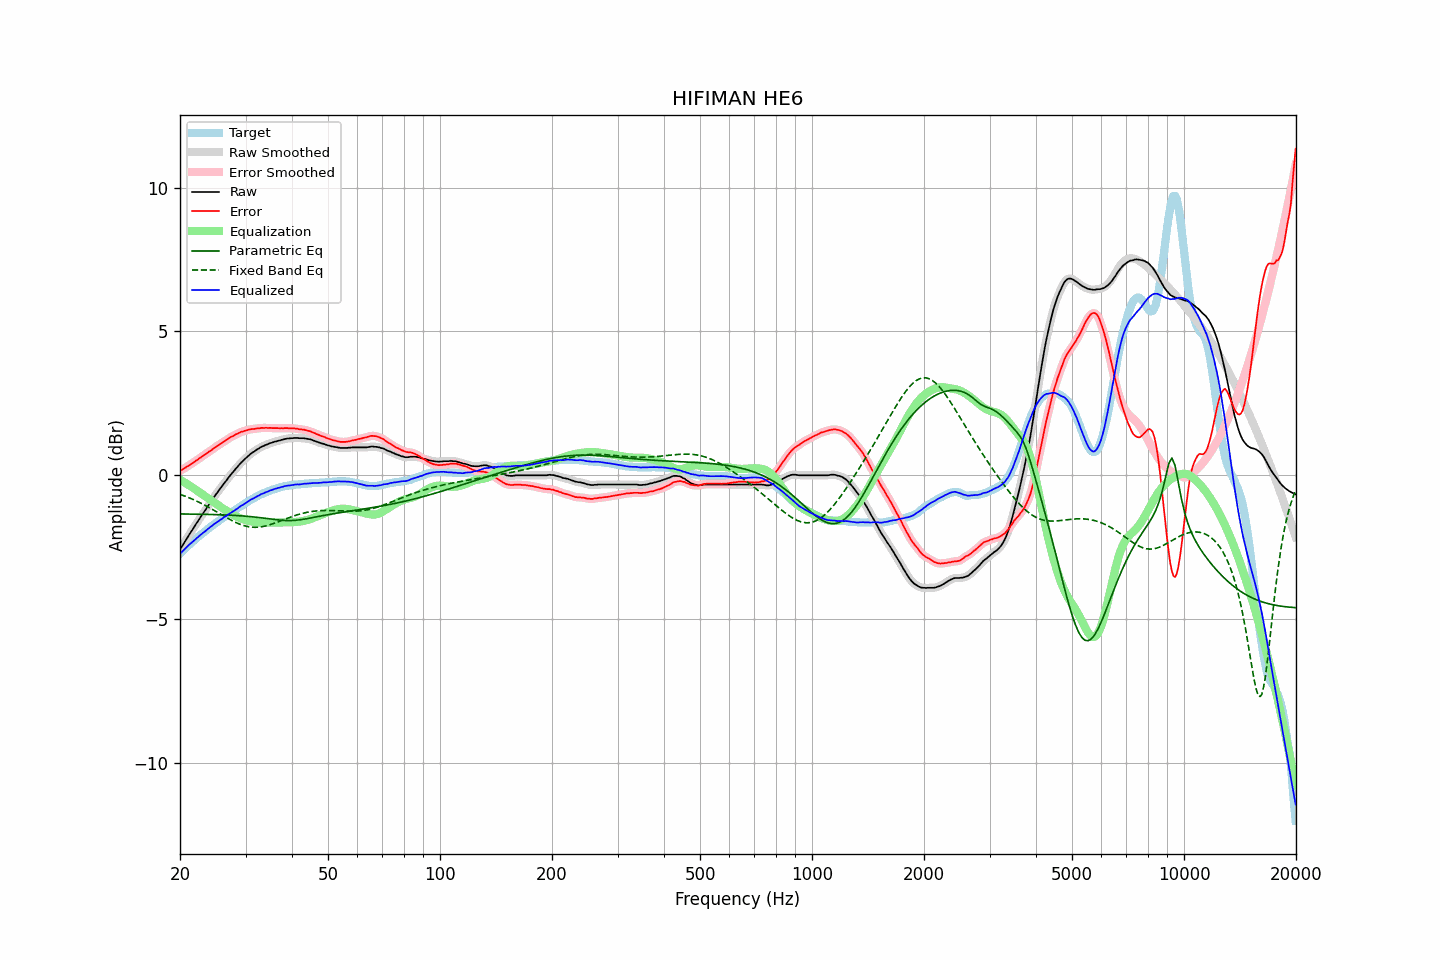 HIFIMAN HE6
Target
Raw Smoothed
Error Smoothed
Raw
Error
Equalization
Parametric Eq
Fixed Band Eq
Equalized
10
5
0
−5
−10
Amplitude (dBr)
20
50
100
200
500
1000
2000
5000
10000
20000
Frequency (Hz)